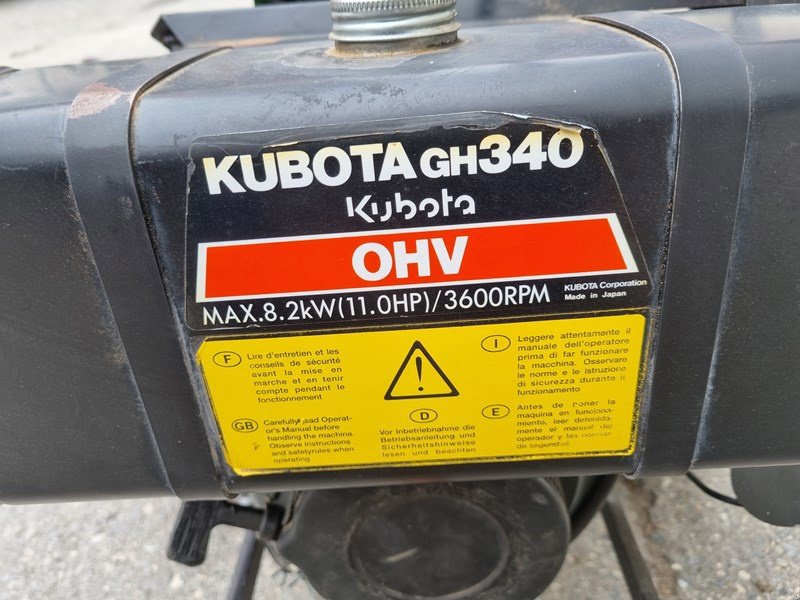 KUBOTA GH340
Kubota
OHV
MAX.8.2kW(11.0HP)/3600RPM
KUBOTA Corporation
Made in Japan
F
Lire d'entretien et les
conseils de sécurité
avant la mise en
marche et en tenir
compte pendant le
fonctionnement
GB
Carefully read Operat-
or's Manual before
handling the machine.
Observe instructions
and safetyrules when
operating
D
Vor Inbetriebnahme die
Betriebsanleitung und
Sicherheitshinweise
lesen und beachten
I
Leggere attentamente il
manuale dell'operatore
prima di far funzionare
la macchina. Osservare
le norme e le istruzioni
di sicurezza durante il
funzionamento
E
Antes de poner la
maquina en funciona-
miento, leer detenida-
mente el manual del
operador y las normas
de seguridad